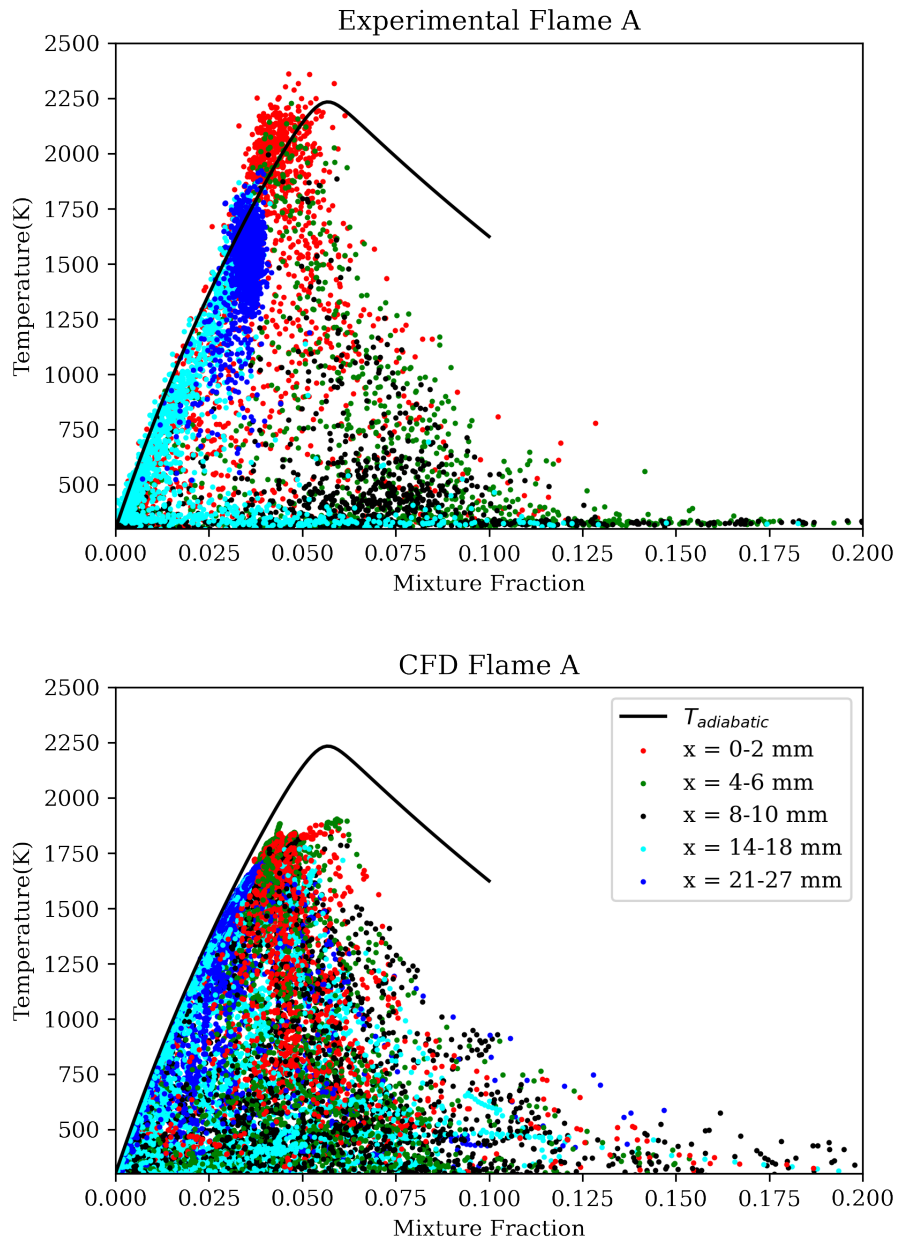 Experimental Flame A
2500
2250
2000
1750
1500
1250
1000
750
500
Temperature(K)
0.000 0.025 0.050 0.075 0.100 0.125 0.150 0.175 0.200
Mixture Fraction
CFD Flame A
2500
2250
2000
1750
1500
1250
1000
750
500
Temperature(K)
T_adiabatic
x = 0-2 mm
x = 4-6 mm
x = 8-10 mm
x = 14-18 mm
x = 21-27 mm
0.000 0.025 0.050 0.075 0.100 0.125 0.150 0.175 0.200
Mixture Fraction